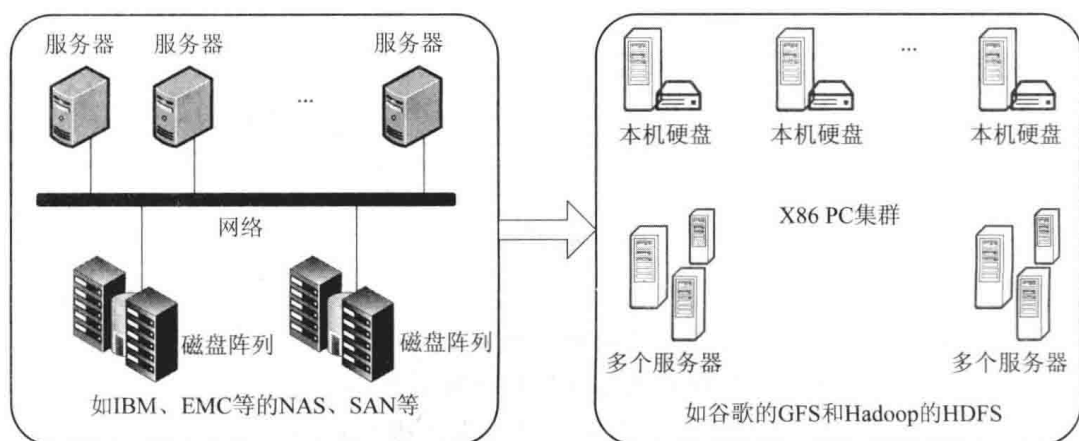 服务器
服务器
...
服务器
网络
磁盘阵列
磁盘阵列
如IBM、EMC等的NAS、SAN等
...
本机硬盘
本机硬盘
本机硬盘
X86 PC集群
多个服务器
多个服务器
如谷歌的GFS和Hadoop的HDFS